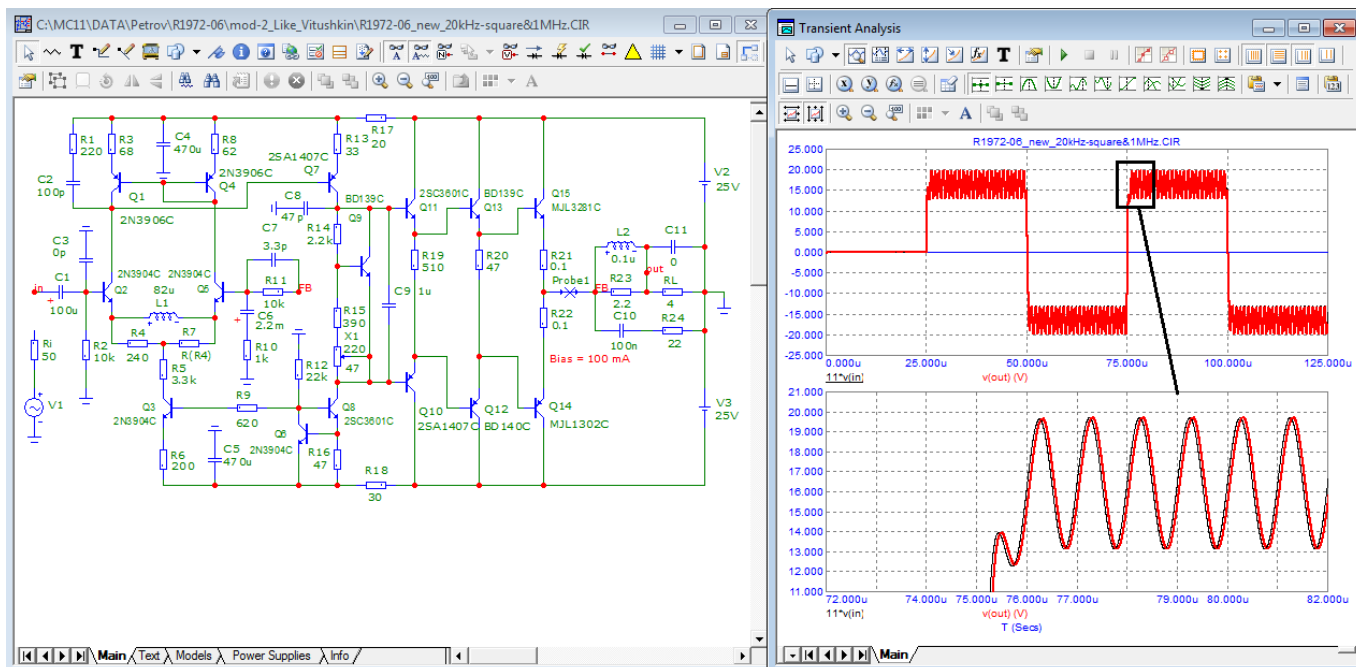 C:\MC11\DATA\Petrov\R1972-06\mod-2_Like_Vitushkin\R1972-06_new_20kHz-square&1MHz.CIR
R1
220
R3
68
C4
470u
R8
62
R17
20
R13
33
2SA1407C
Q7
C2
100p
2N3906C
Q4
Q1
2N3906C
C8
47p
BD139C
Q9
2SC3601C
Q11
BD139C
Q13
Q15
MJL3281C
V2
25V
C7
3.3p
R14
2.2k
C3
0p
2N3904C
2N3904C
R11
10k
FB
R19
510
R20
47
R21
0.1
L2
0.1u
C11
0
out
in
C1
100u
Q2
82u
Q5
L1
C9
1u
Probe1
FB
R23
2.2
RL
4
C6
2.2m
R15
390
X1
220
47
R22
0.1
C10
100n
R24
22
Ri
50
R2
10k
R4
240
R7
R(R4)
R10
1k
R12
22k
Bias = 100 mA
R5
3.3k
V1
Q3
2N3904C
R9
620
Q8
2SC3601C
Q10
2SA1407C
Q12
BD140C
Q14
MJL1302C
V3
25V
Q6
2N3904C
R6
200
C5
470u
R16
47
R18
30
Main
Text
Models
Power Supplies
Info
Transient Analysis
R1972-06_new_20kHz-square&1MHz.CIR
25.000
20.000
15.000
10.000
5.000
0.000
-5.000
-10.000
-15.000
-20.000
-25.000
0.000u
25.000u
50.000u
75.000u
100.000u
125.000u
11*v(in)
v(out) (V)
21.000
20.000
19.000
18.000
17.000
16.000
15.000
14.000
13.000
12.000
11.000
72.000u
74.000u
75.000u
76.000u
77.000u
79.000u
80.000u
82.000u
11*v(in)
v(out) (V)
T (Secs)
Main